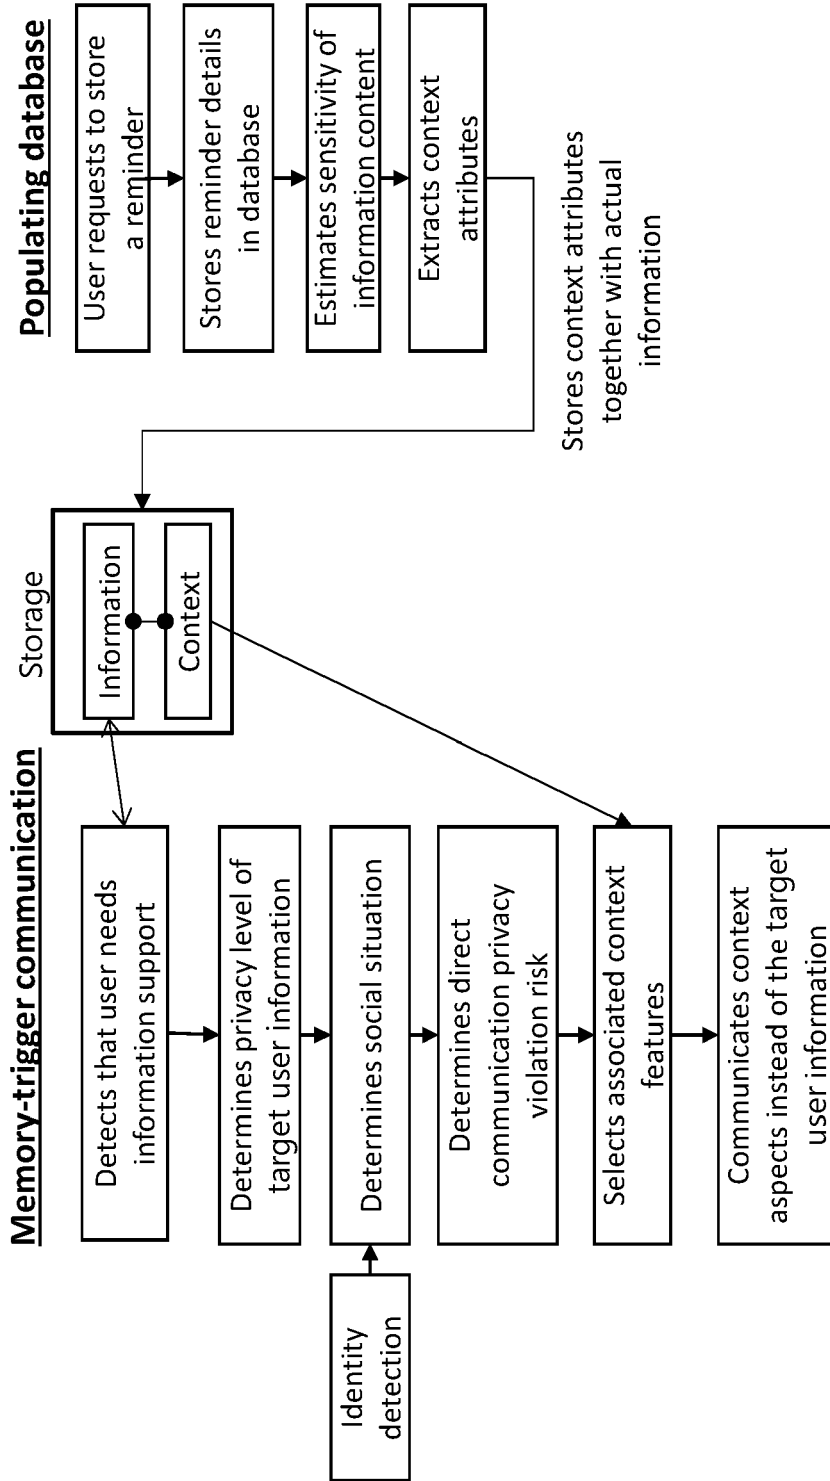 Memory-trigger communication
Detects that user needs
information support
Determines privacy level of
target user information
Identity
detection
Determines social situation
Determines direct
communication privacy
violation risk
Selects associated context
features
Communicates context
aspects instead of the target
user information
Storage
Information
Context
Populating database
User requests to store
a reminder
Stores reminder details
in database
Estimates sensitivity of
information content
Extracts context
attributes
Stores context attributes
together with actual
information